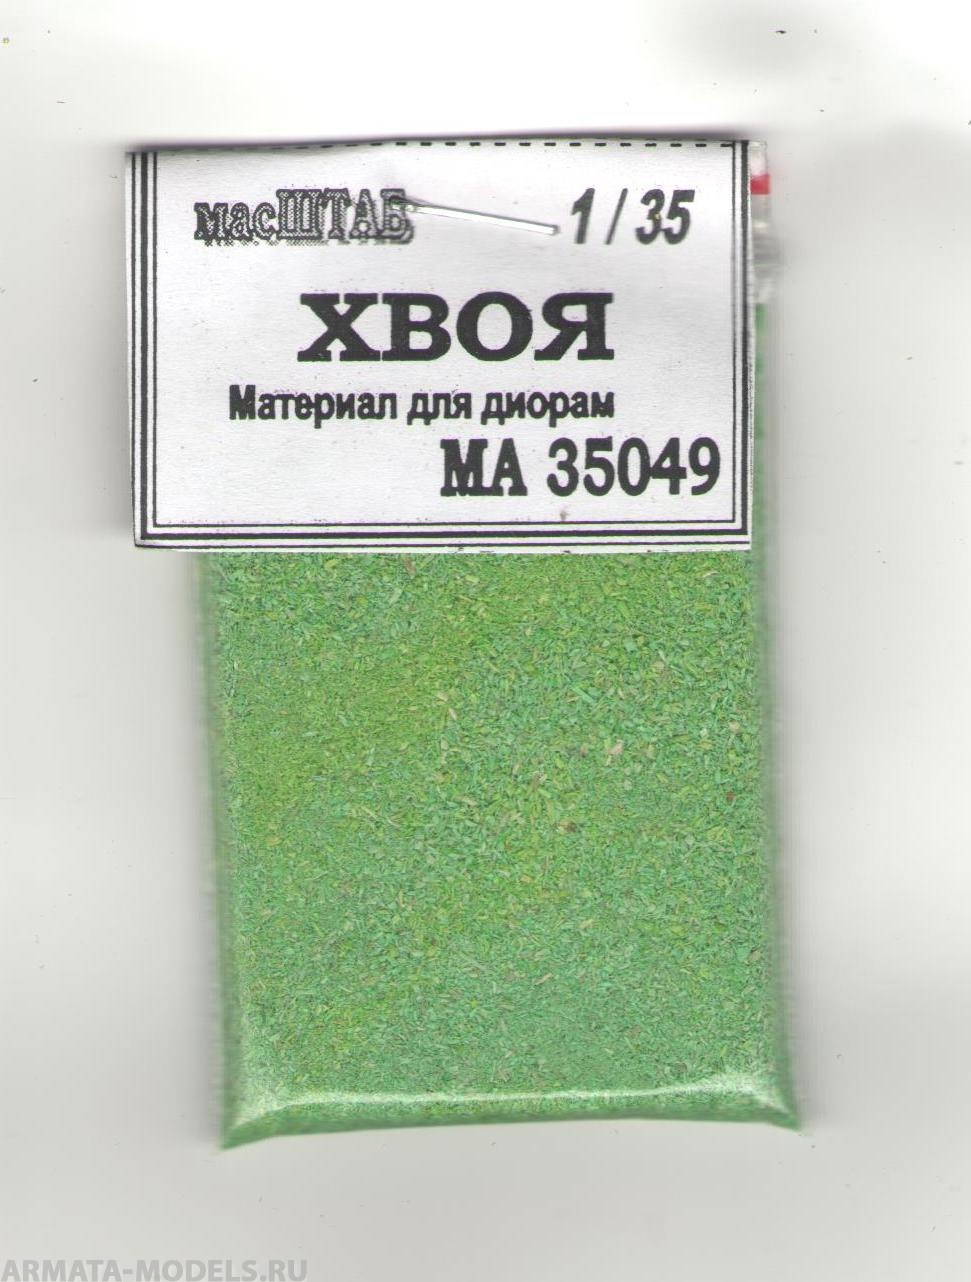 масШТАБ 1/35
ХВОЯ
Материал для диорам
МА 35049
ARMATA-MODELS.RU